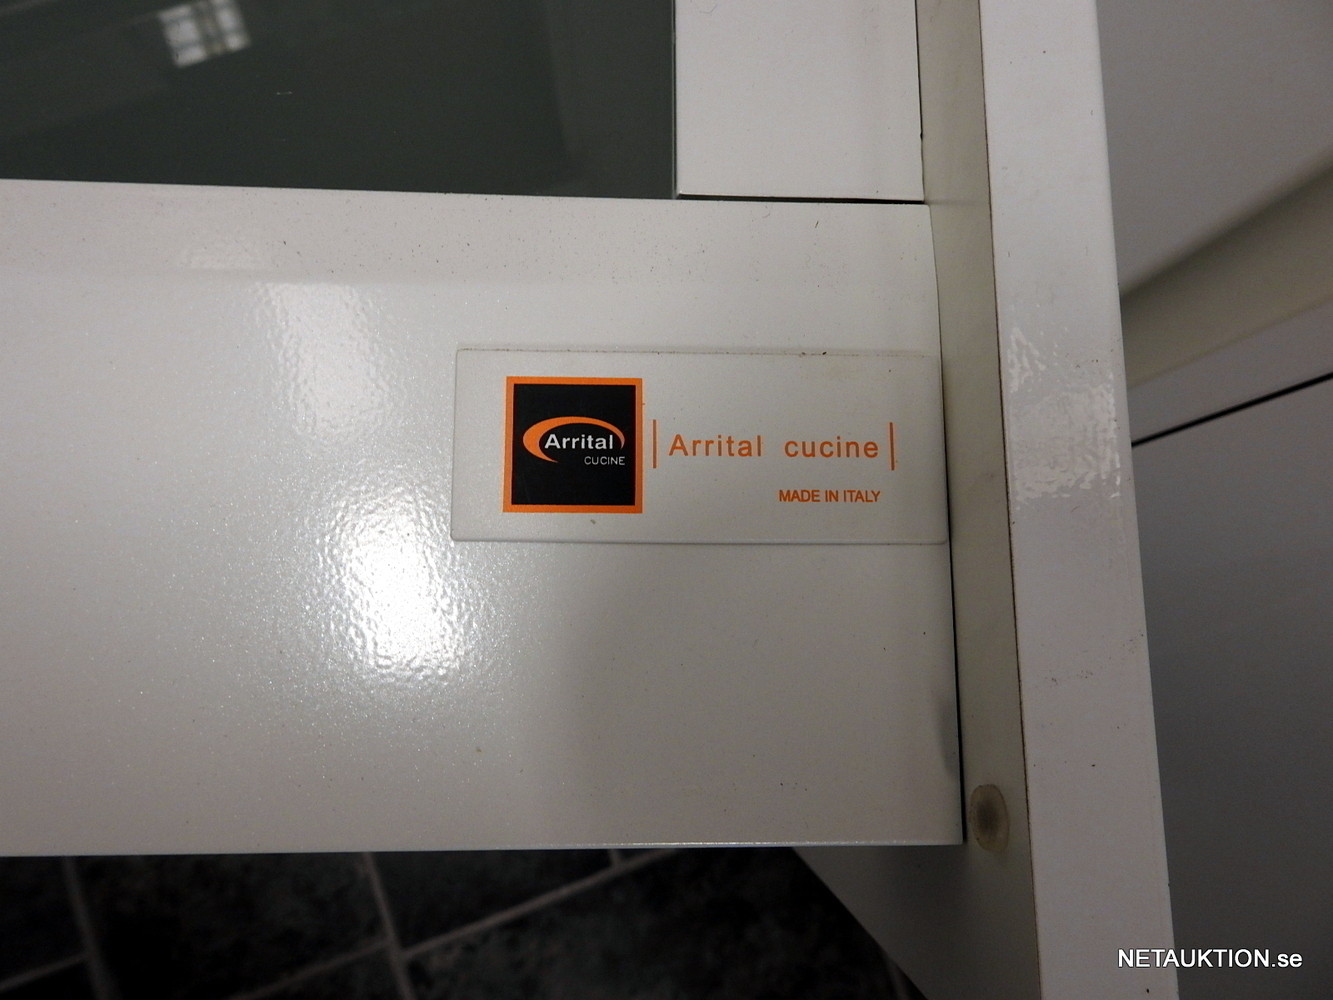 Arrital
CUCINE
| Arrital cucine |
MADE IN ITALY
NETAUKTION.se